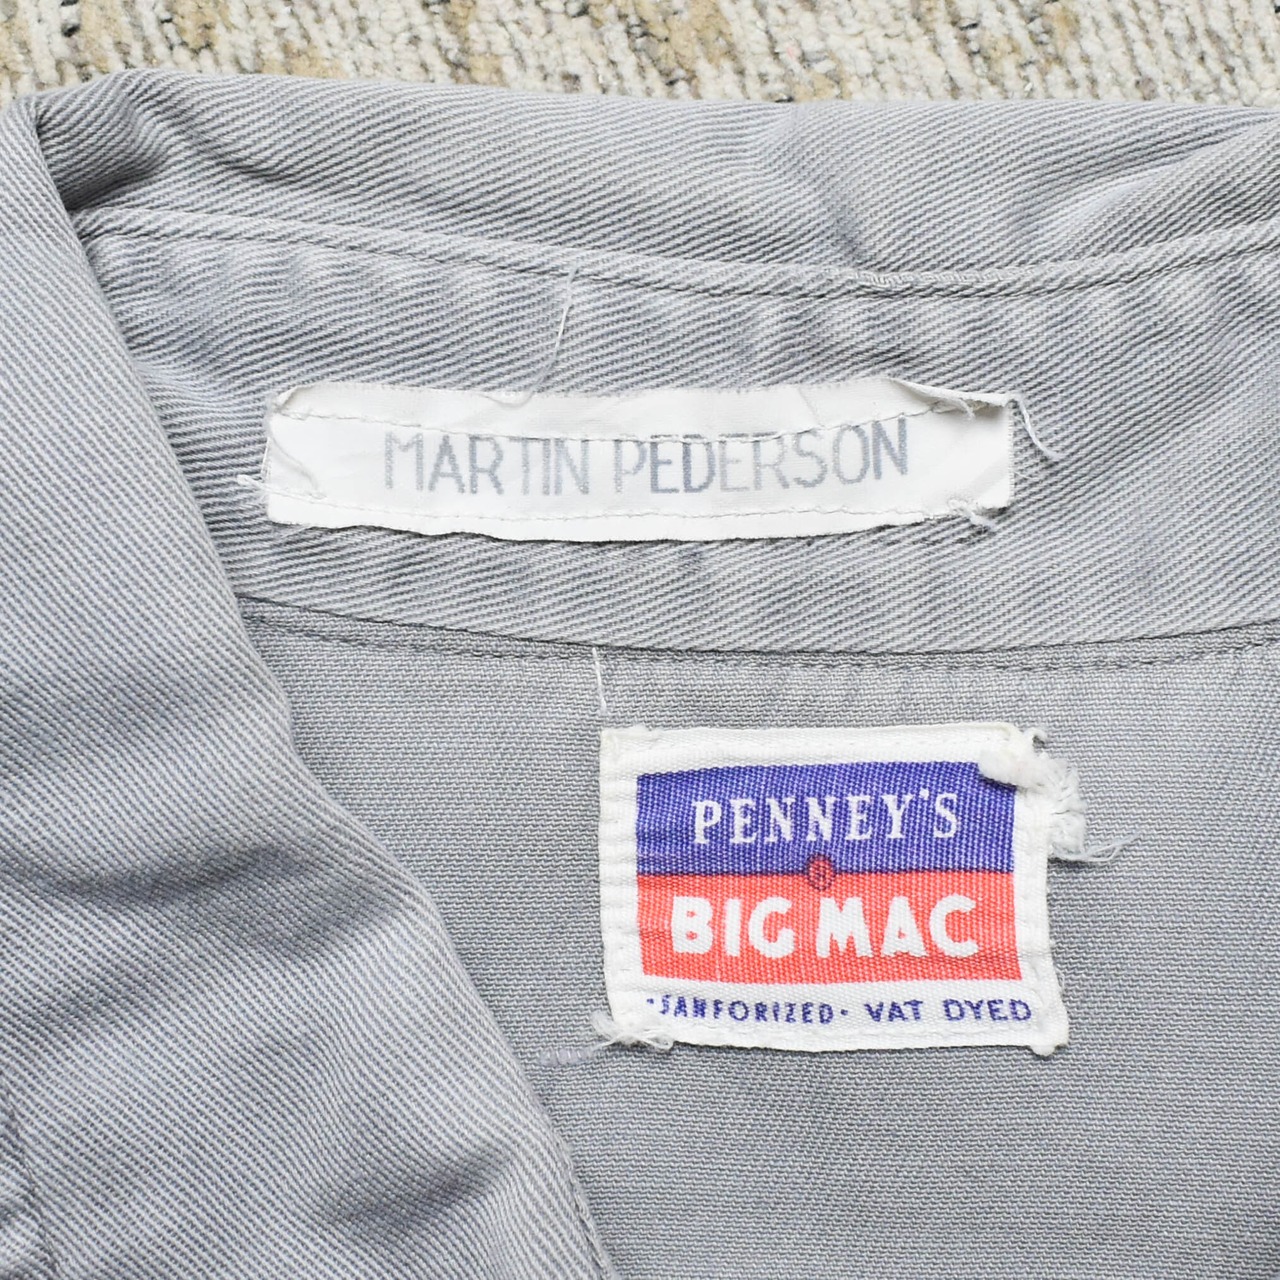 MARTIN PEDERSON
PENNEY'S
BIG MAC
·SANFORIZED· VAT DYED